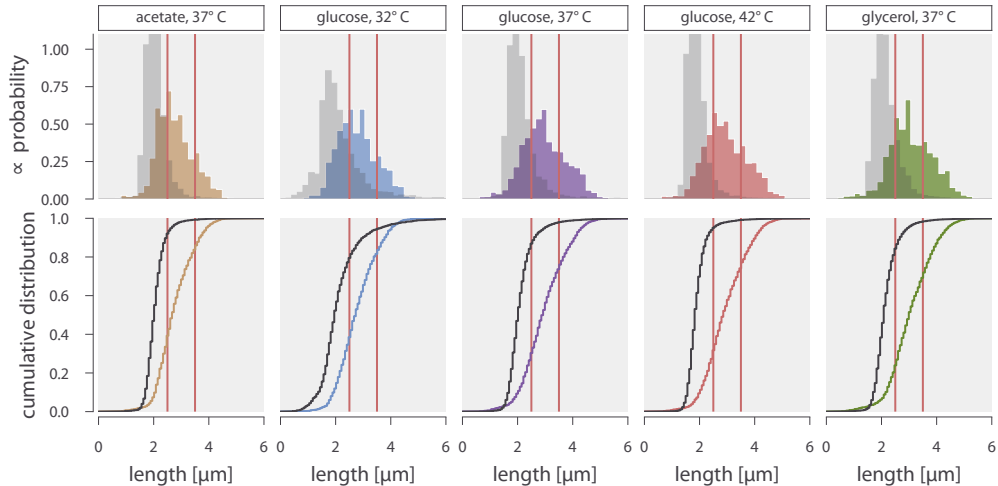 acetate, 37° C
glucose, 32° C
glucose, 37° C
glucose, 42° C
glycerol, 37° C
∝ probability
1.00
0.75
0.50
0.25
0.00
cumulative distribution
1.0
0.8
0.6
0.4
0.2
0.0
0 2 4 6
0 2 4 6
0 2 4 6
0 2 4 6
0 2 4 6
length [µm]
length [µm]
length [µm]
length [µm]
length [µm]